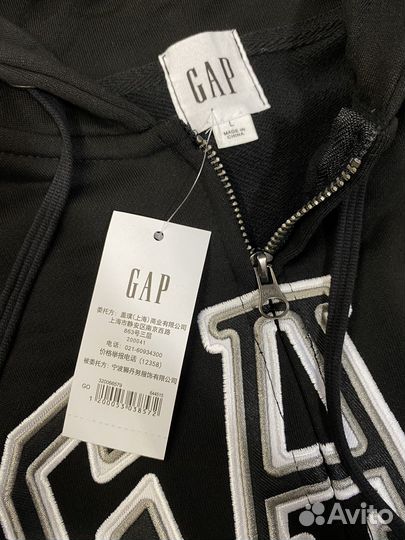 GAP
L
MADE IN
CHINA
GAP
委托方：盖璞(上海)商业有限公司
上海市静安区南京西路
863号三层
200041
电话：
021-60934300
价格举报电话 (12358)
被委托方：宁波狮丹努服饰有限公司
GA
Avito